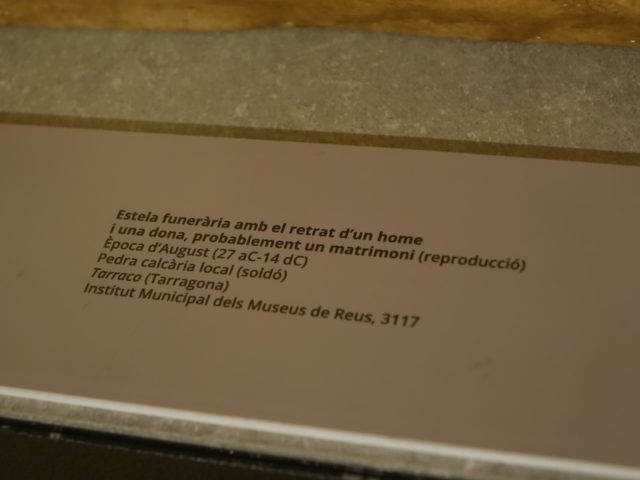 Estela funerària amb el retrat d'un home
i una dona, probablement un matrimoni (reproducció)
Època d'August (27 aC-14 dC)
Pedra calcària local (soldó)
Tarraco (Tarragona)
Institut Municipal dels Museus de Reus, 3117